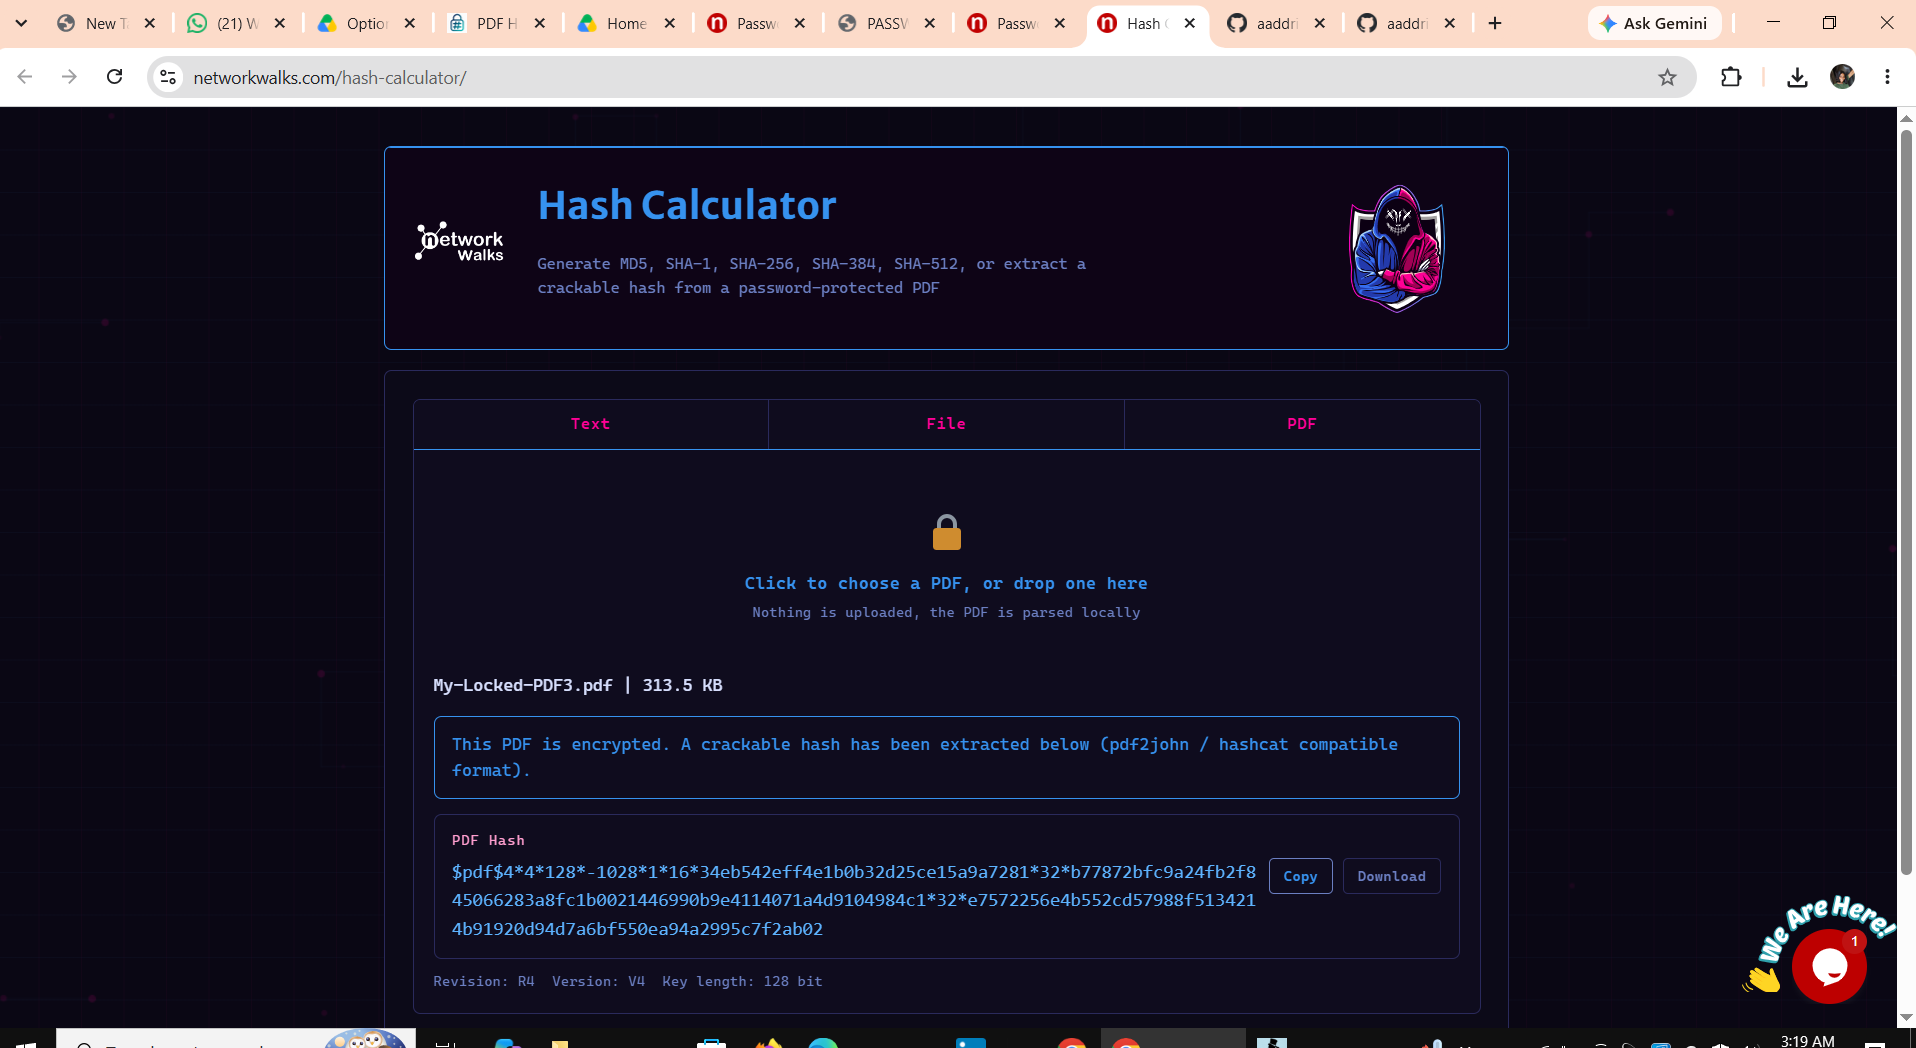 New T
(21) W
Optior
PDF H
Home
Passw
PASSW
Passw
Hash C
aaddri
aaddri
Ask Gemini
networkwalks.com/hash-calculator/
network
Walks
Hash Calculator
Generate MD5, SHA-1, SHA-256, SHA-384, SHA-512, or extract a
crackable hash from a password-protected PDF
Text
File
PDF
Click to choose a PDF, or drop one here
Nothing is uploaded, the PDF is parsed locally
My-Locked-PDF3.pdf | 313.5 KB
This PDF is encrypted. A crackable hash has been extracted below (pdf2john / hashcat compatible
format).
PDF Hash
$pdf$4*4*128*-1028*1*16*34eb542eff4e1b0b32d25ce15a9a7281*32*b77872bfc9a24fb2f8
45066283a8fc1b0021446990b9e4114071a4d9104984c1*32*e7572256e4b552cd57988f513421
4b91920d94d7a6bf550ea94a2995c7f2ab02
Copy
Download
Revision: R4 Version: V4 Key length: 128 bit
We Are Here!
1
3:19 AM